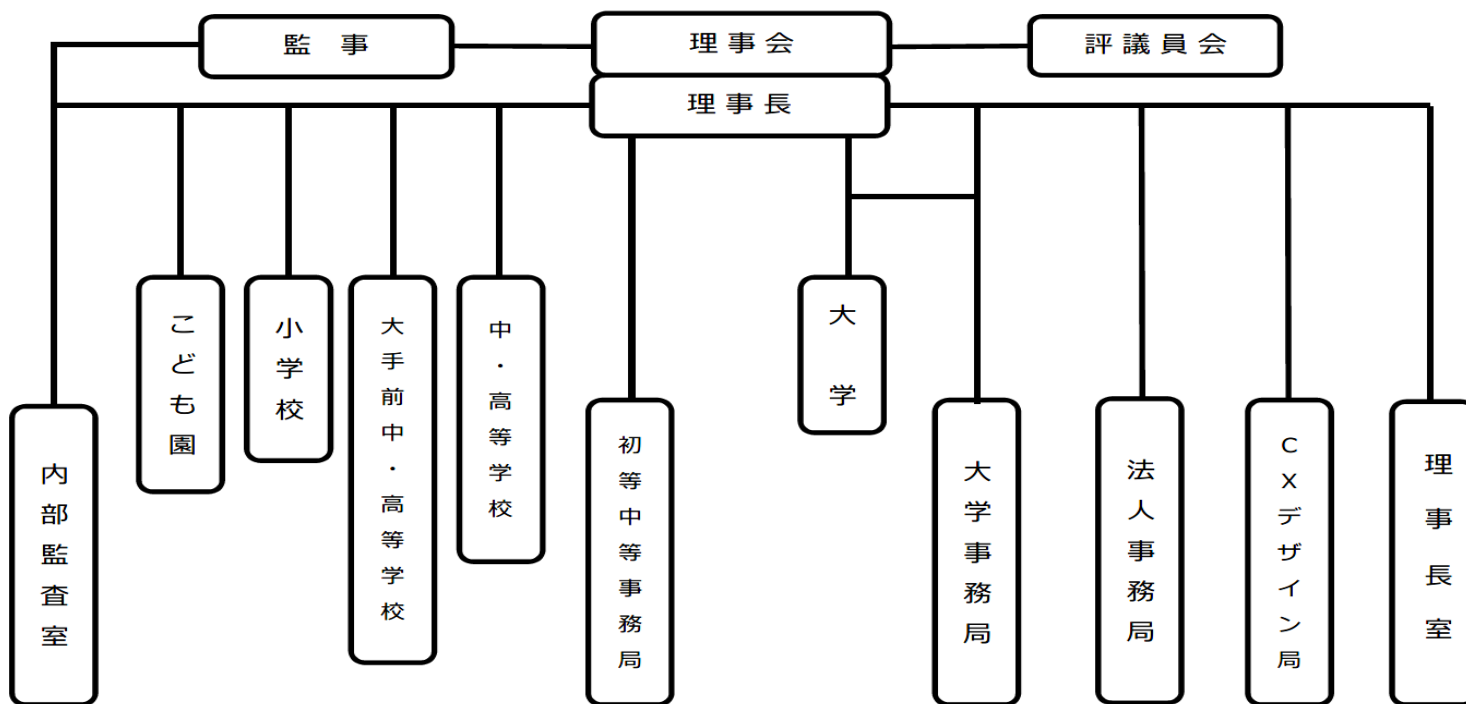 監事
理事会
評議員会
理事長
内部監査室
こども園
小学校
大手前中・高等学校
中・高等学校
初等中等事務局
大学
大学事務局
法人事務局
CXデザイン局
理事長室